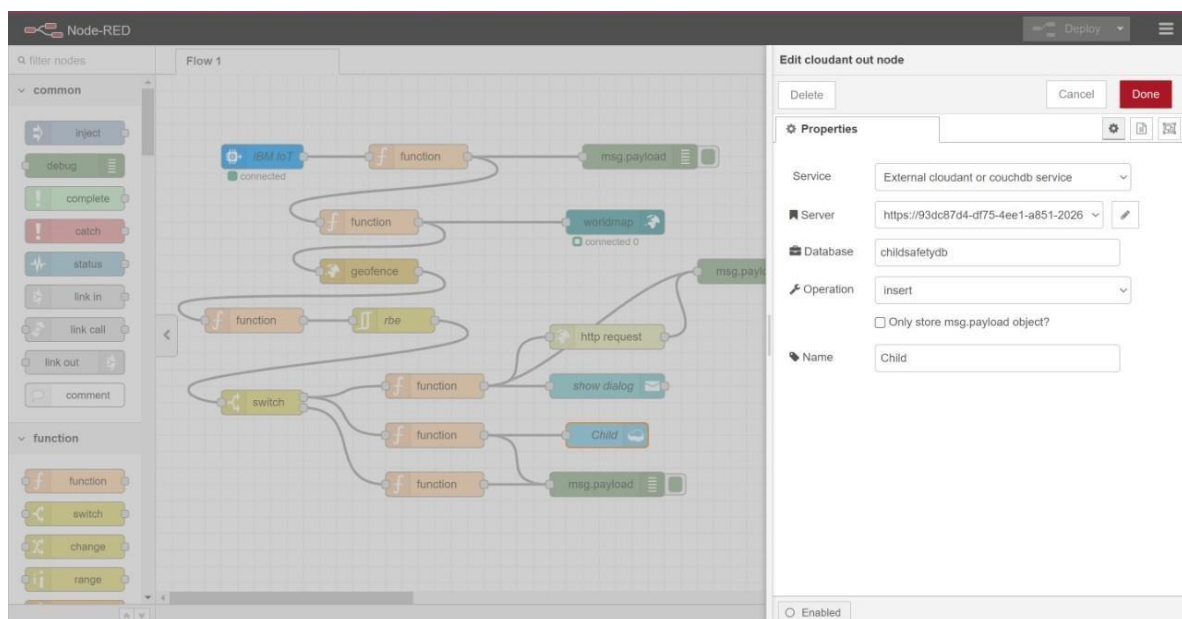 Node-RED
Deploy
filter nodes
Flow 1
Edit cloudant out node
common
Delete
Cancel
Done
inject
debug
complete
catch
status
link in
link call
link out
comment
function
function
switch
change
range
IBM IoT
connected
function
msg.payload
function
worldmap
connected 0
geofence
msg.paylo
function
rbe
http request
switch
function
show dialog
function
Child
function
msg.payload
Properties
Service
External cloudant or couchdb service
Server
https://93dc87d4-df75-4ee1-a851-2026
Database
childsafetydb
Operation
insert
Only store msg.payload object?
Name
Child
Enabled